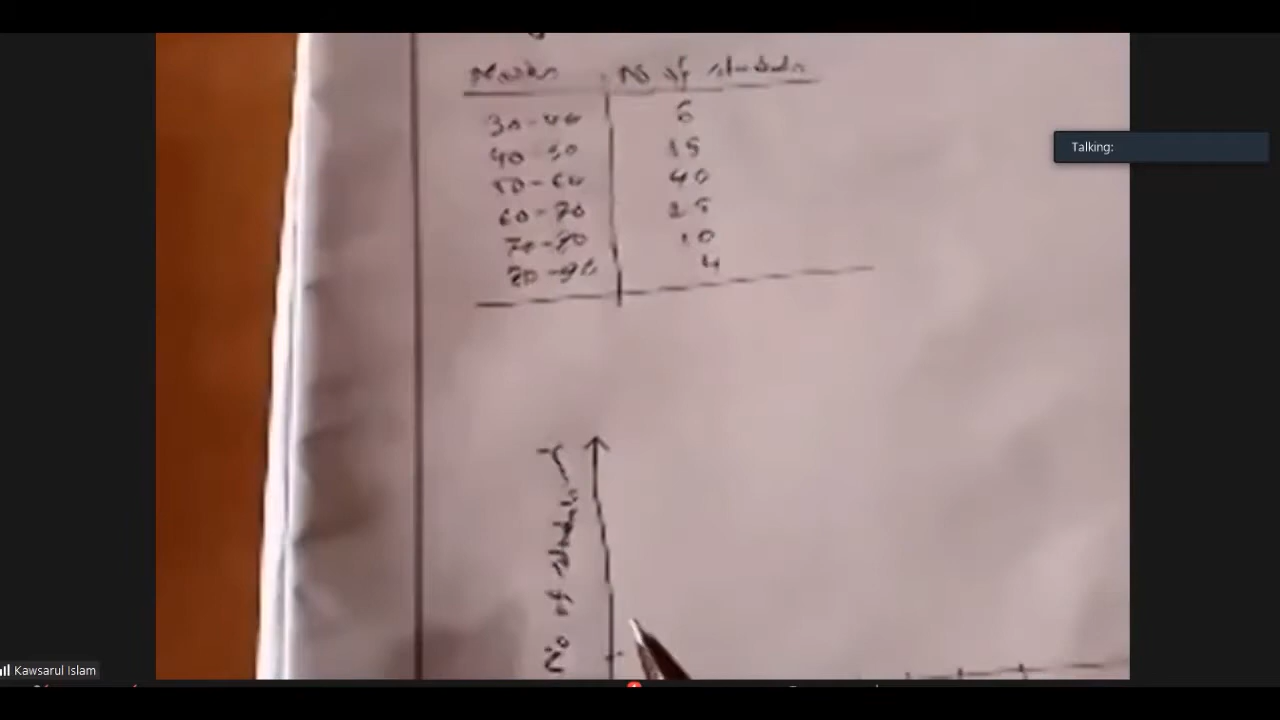 Marks No of students
30-40 6
40-50 15
50-60 40
60-70 25
70-80 10
80-90 4
No of students
Talking:
Kawsarul Islam